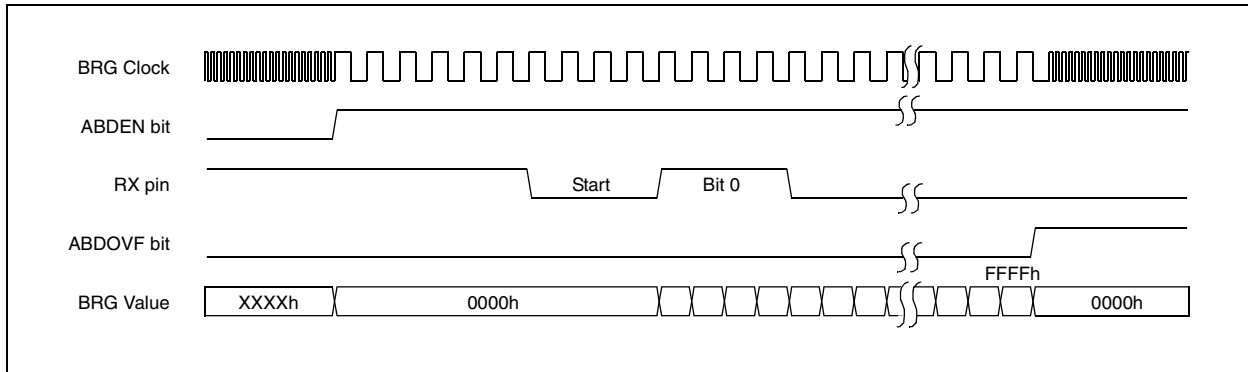 BRG Clock
ABDEN bit
RX pin
Start
Bit 0
ABDOVF bit
FFFFh
BRG Value
XXXXh
0000h
0000h